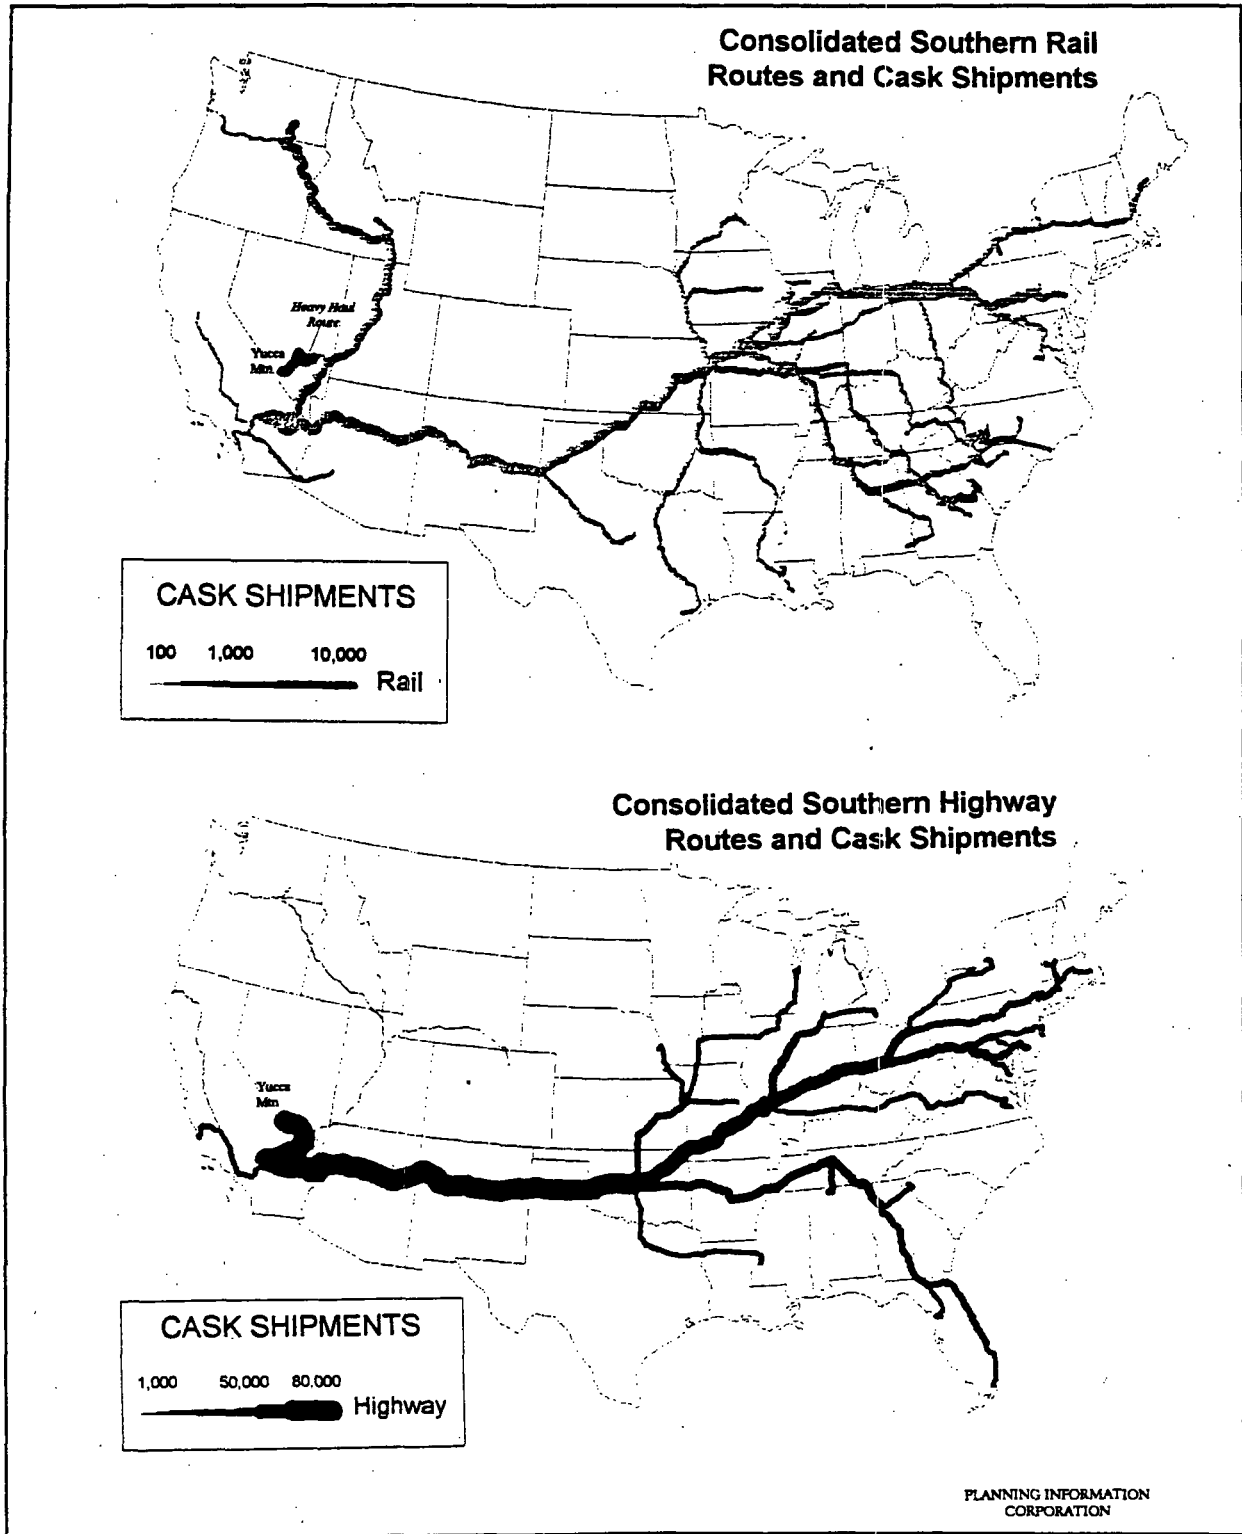 Consolidated Southern Rail
Routes and Cask Shipments
Heavy Haul
Route
Yucca
Mtn
CASK SHIPMENTS
100 1,000 10,000
Rail
Consolidated Southern Highway
Routes and Cask Shipments
Yucca
Mtn
CASK SHIPMENTS
1,000 50,000 80,000
Highway
PLANNING INFORMATION
CORPORATION